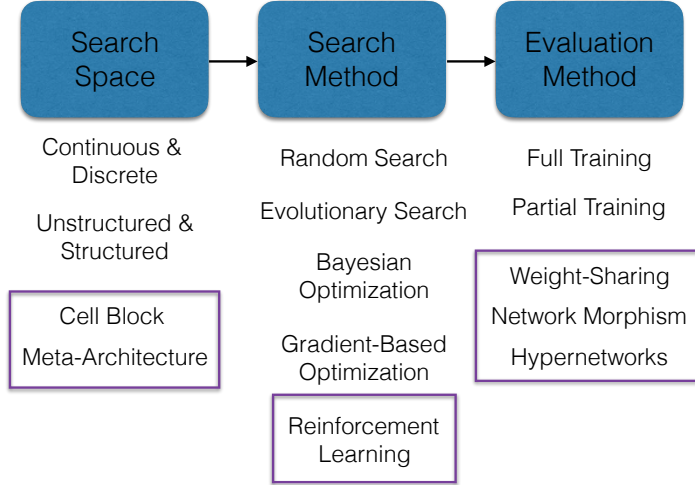 Search
Space
Search
Method
Evaluation
Method
Continuous &
Discrete
Unstructured &
Structured
Cell Block
Meta-Architecture
Random Search
Evolutionary Search
Bayesian
Optimization
Gradient-Based
Optimization
Reinforcement
Learning
Full Training
Partial Training
Weight-Sharing
Network Morphism
Hypernetworks